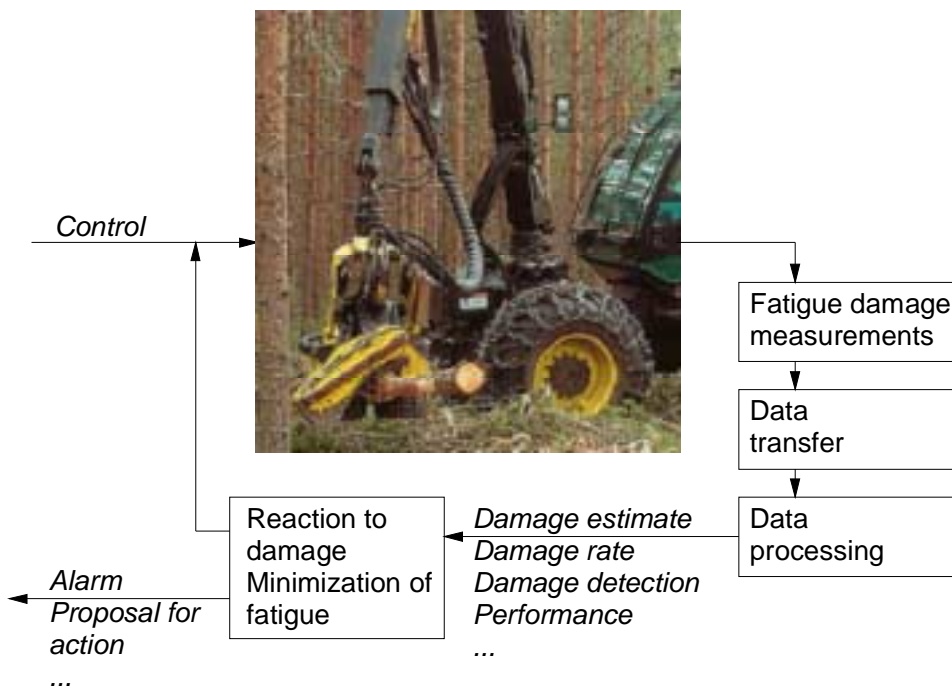 Control
Fatigue damage
measurements
Data
transfer
Data
processing
Damage estimate
Damage rate
Damage detection
Performance
...
Reaction to
damage
Minimization of
fatigue
Alarm
Proposal for
action
...